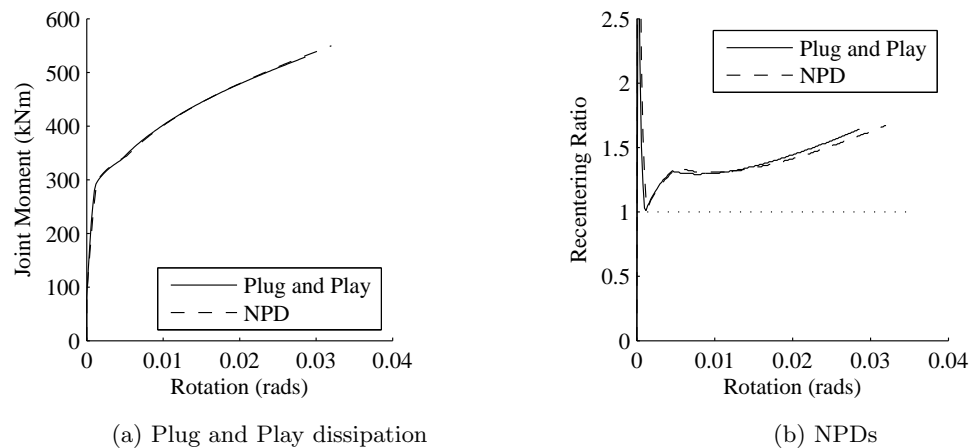 600
500
400
300
200
100
0
Joint Moment (kNm)
Plug and Play
NPD
0 0.01 0.02 0.03 0.04
Rotation (rads)
(a) Plug and Play dissipation
2.5
2
1.5
1
0.5
Recentering Ratio
Plug and Play
NPD
0 0.01 0.02 0.03 0.04
Rotation (rads)
(b) NPDs